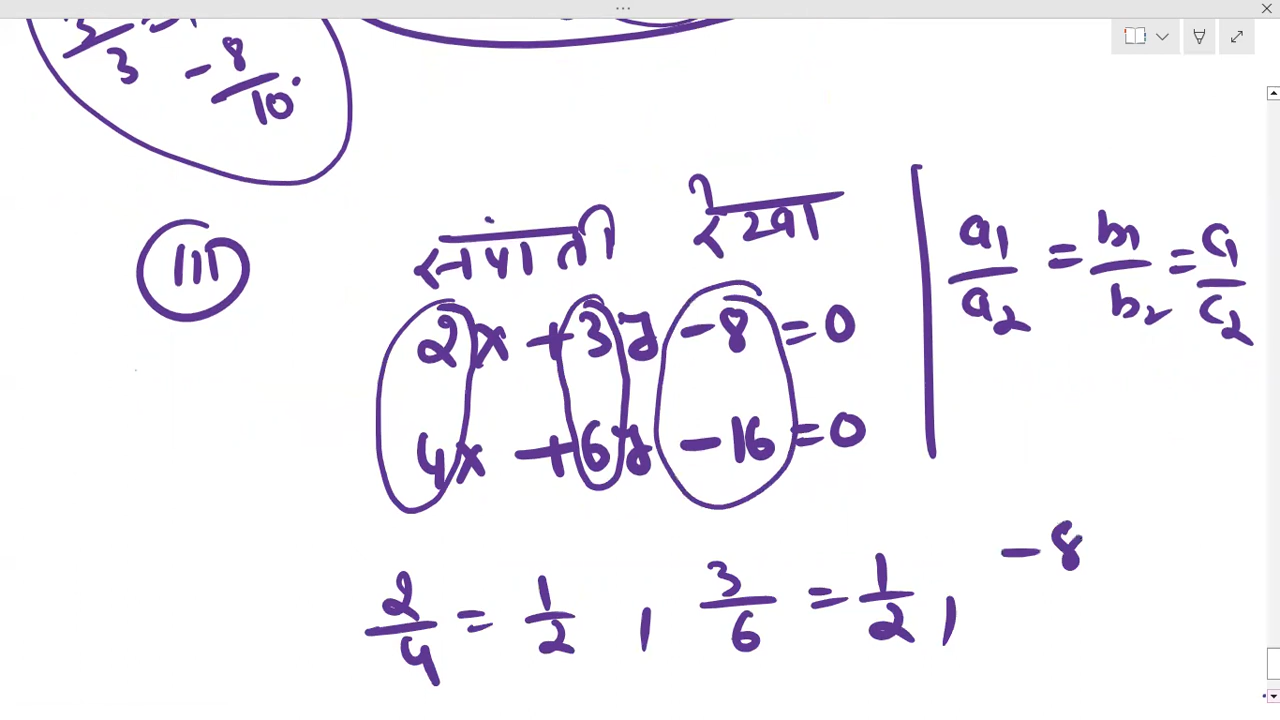 3
- 8/10
(III) संपाती रेखा
a1/a2 = b1/b2 = c1/c2
2x + 3y - 8 = 0
4x + 6y - 16 = 0
2/4 = 1/2 , 3/6 = 1/2 , - 8